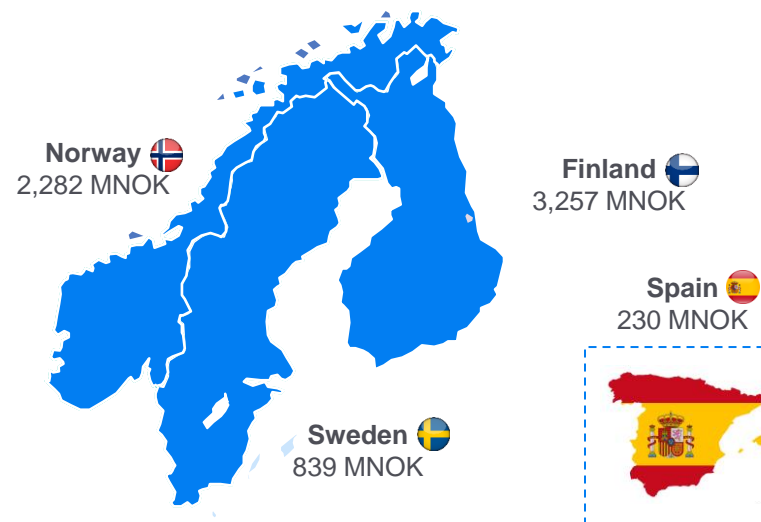 Norway
2,282 MNOK
Finland
3,257 MNOK
Spain
230 MNOK
Sweden
839 MNOK